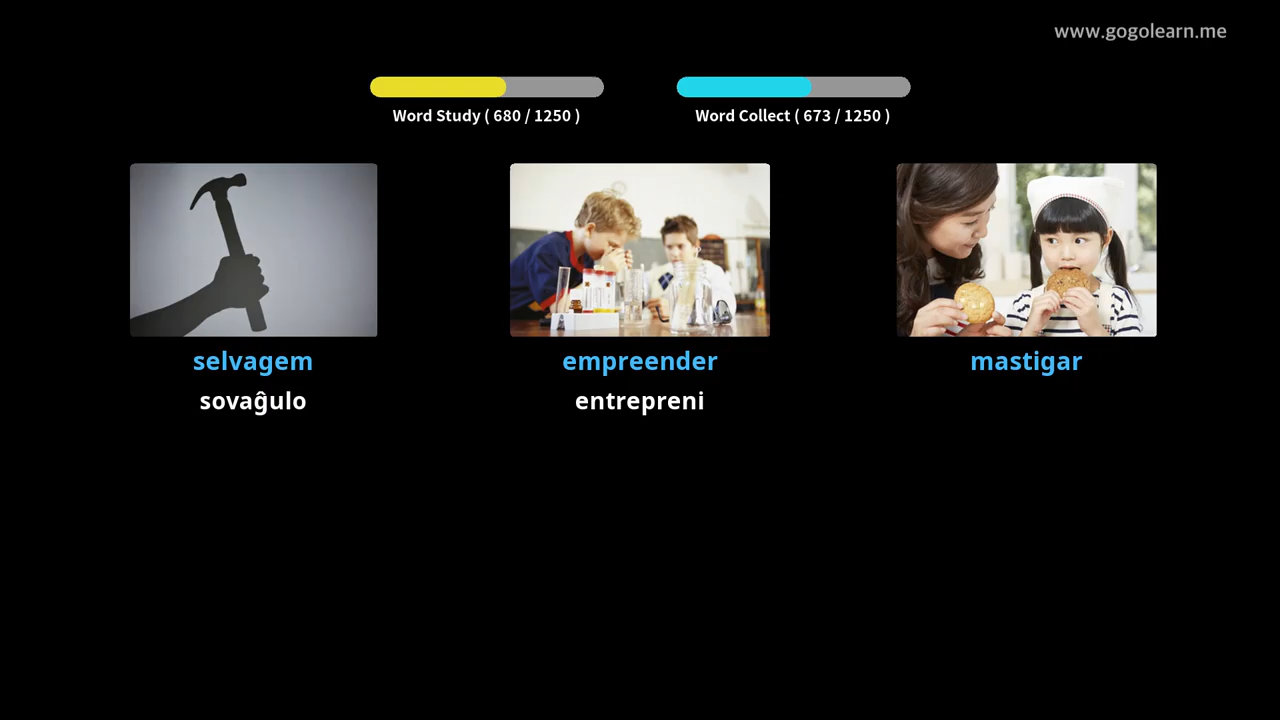 www.gogolearn.me
Word Study ( 680 / 1250 )
Word Collect ( 673 / 1250 )
selvagem
empreender
mastigar
sovaĝulo
entrepreni